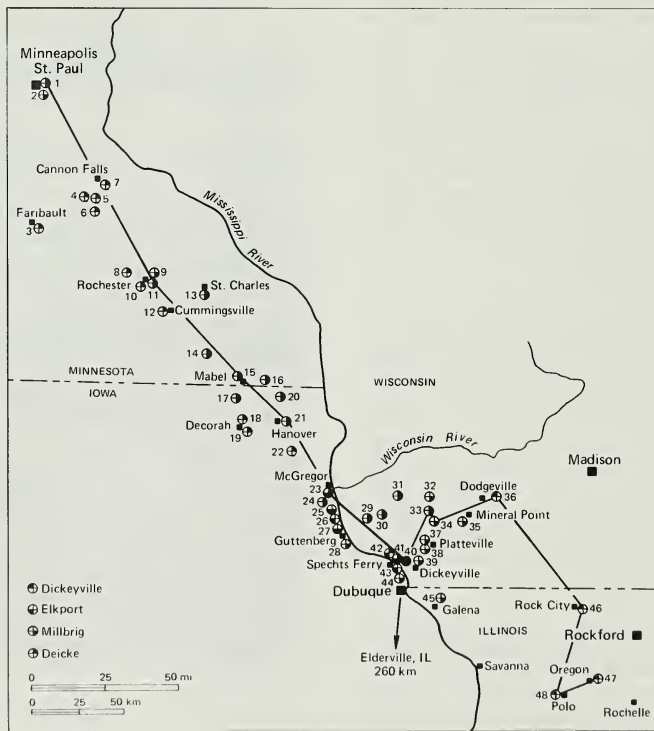 Minneapolis
St. Paul
1
2
Cannon Falls
7
4
5
6
Faribault
3
Mississippi
River
8
9
Rochester
10
11
13
St. Charles
12
Cummingsville
14
MINNESOTA
Mabel
15
16
IOWA
17
20
WISCONSIN
18
Decorah
19
21
Hanover
22
Wisconsin River
Madison
McGregor
23
24
25
26
27
Guttenberg
28
29
30
31
32
33
Dodgeville
36
34
35
Mineral Point
37
38
Platteville
42
41
40
39
Spechts Ferry
43
Dickeyville
44
Dubuque
45
Galena
Rock City
46
ILLINOIS
Rockford
Elderville, IL
260 km
Savanna
Oregon
47
48
Polo
Rochelle
Dickeyville
Elkport
Millbrig
Deicke
0 25 50 mi
0 25 50 km